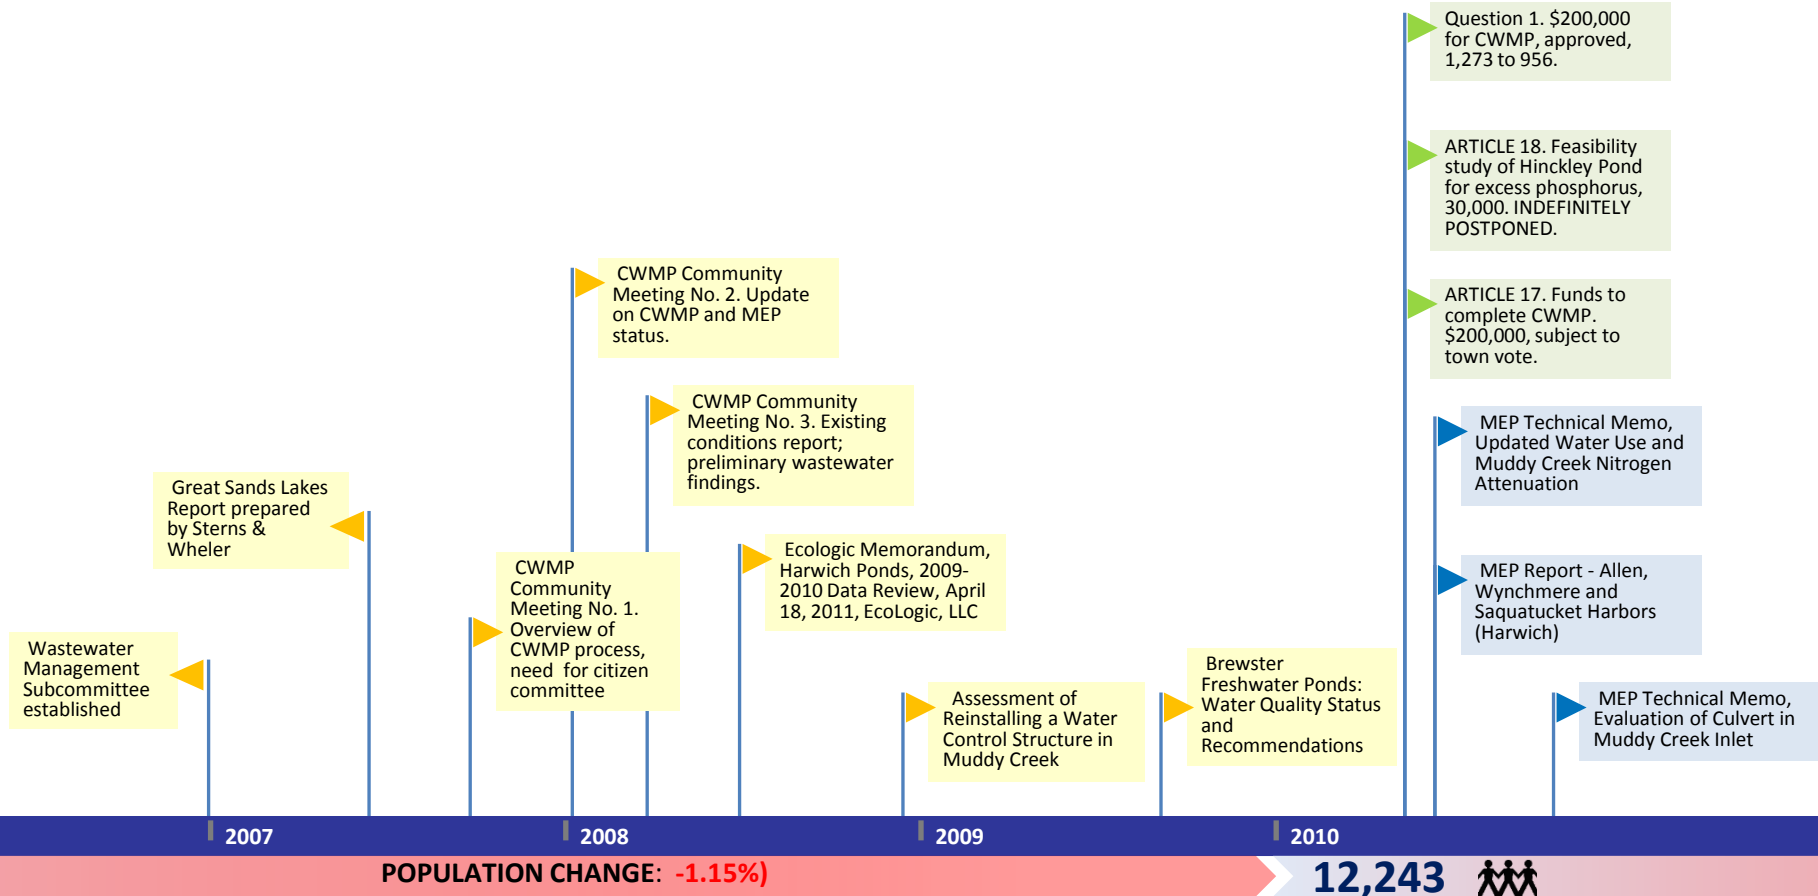 Question 1. $200,000
for CWMP, approved,
1,273 to 956.
ARTICLE 18. Feasibility
study of Hinckley Pond
for excess phosphorus,
30,000. INDEFINITELY
POSTPONED.
ARTICLE 17. Funds to
complete CWMP.
$200,000, subject to
town vote.
CWMP Community
Meeting No. 2. Update
on CWMP and MEP
status.
CWMP Community
Meeting No. 3. Existing
conditions report;
preliminary wastewater
findings.
MEP Technical Memo,
Updated Water Use and
Muddy Creek Nitrogen
Attenuation
Great Sands Lakes
Report prepared
by Sterns &
Wheler
CWMP
Community
Meeting No. 1.
Overview of
CWMP process,
need for citizen
committee
Ecologic Memorandum,
Harwich Ponds, 2009-
2010 Data Review, April
18, 2011, EcoLogic, LLC
MEP Report - Allen,
Wynchmere and
Saquatucket Harbors
(Harwich)
Wastewater
Management
Subcommittee
established
Assessment of
Reinstalling a Water
Control Structure in
Muddy Creek
Brewster
Freshwater Ponds:
Water Quality Status
and
Recommendations
MEP Technical Memo,
Evaluation of Culvert in
Muddy Creek Inlet
2007
2008
2009
2010
POPULATION CHANGE: -1.15%)
12,243